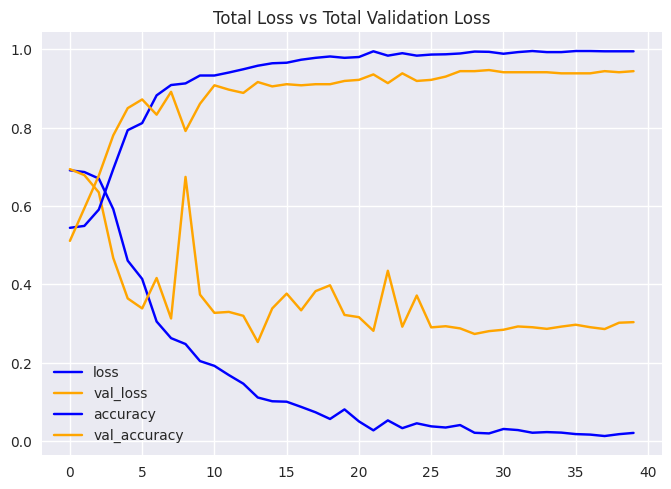 Total Loss vs Total Validation Loss
1.0
0.8
0.6
0.4
0.2
0.0
loss
val_loss
accuracy
val_accuracy
0 5 10 15 20 25 30 35 40